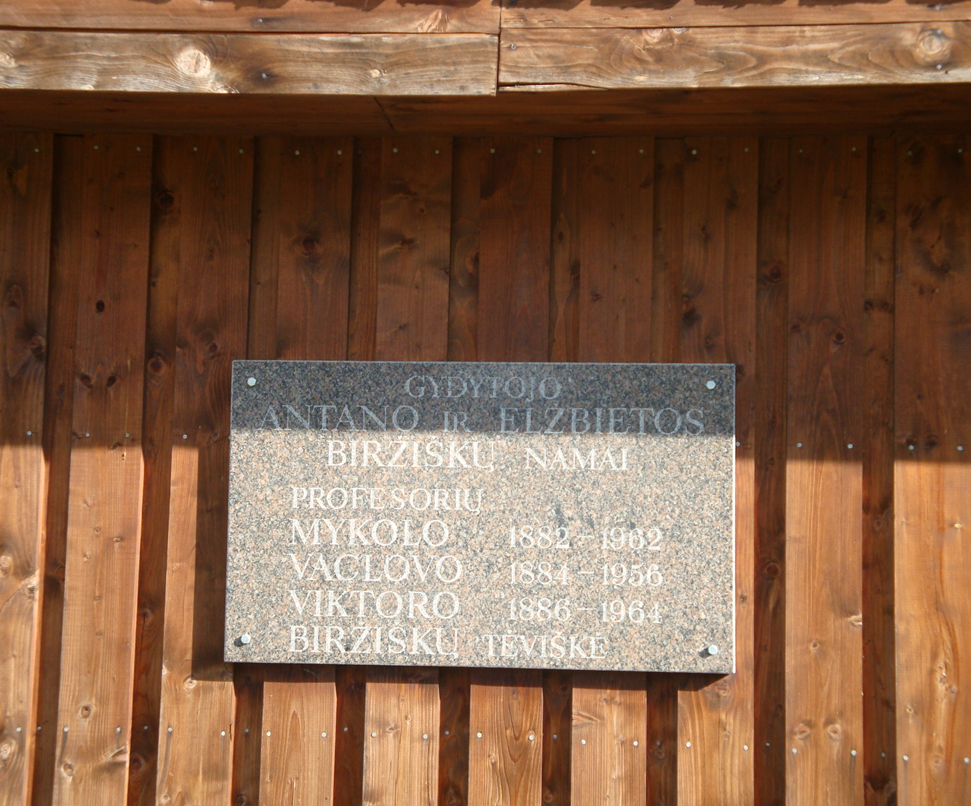 GYDYTOJO
ANTANO IR ELZBIETOS
BIRŽIŠKŲ NAMAI
PROFESORIŲ
MYKOLO 1882 – 1962
VACLOVO 1884 – 1956
VIKTORO 1886 – 1964
BIRŽIŠKŲ TĖVIŠKĖ